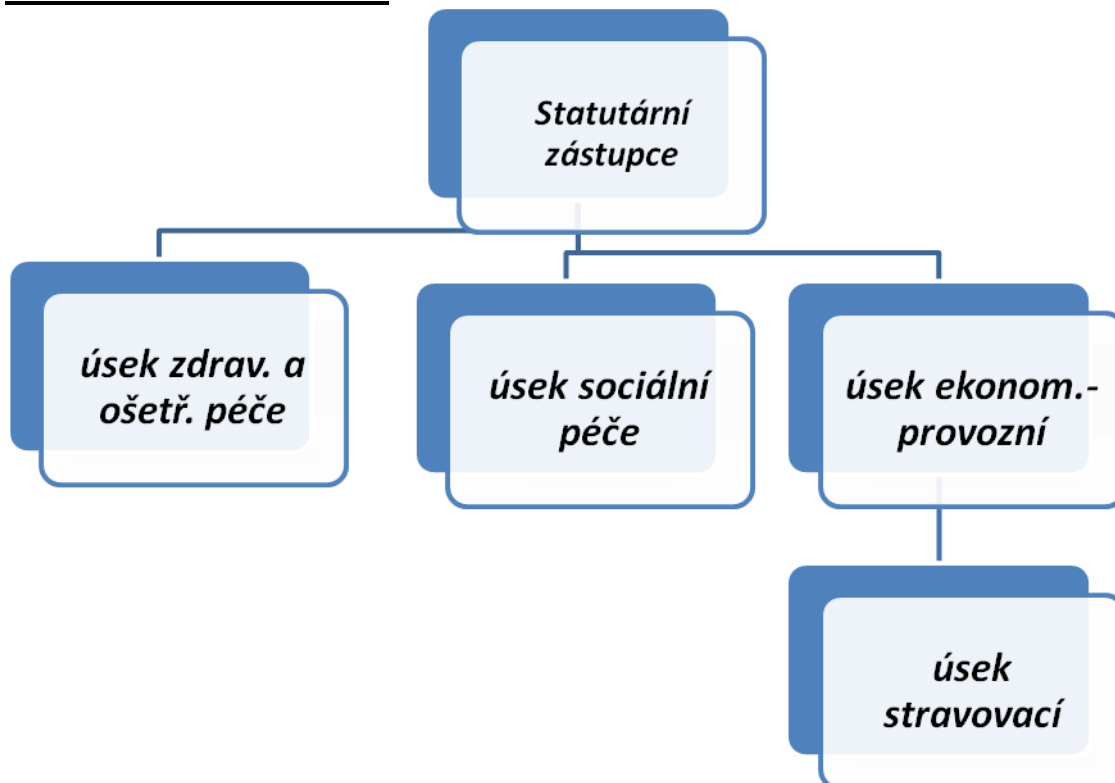 Statutární
zástupce
úsek zdrav. a
ošetř. péče
úsek sociální
péče
úsek ekonom.-
provozní
úsek
stravovací